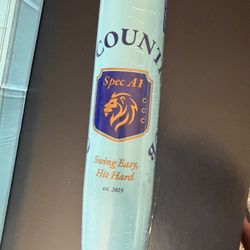 COUNT
Spec A1
Swing Easy,
Hit Hard
est. 2025